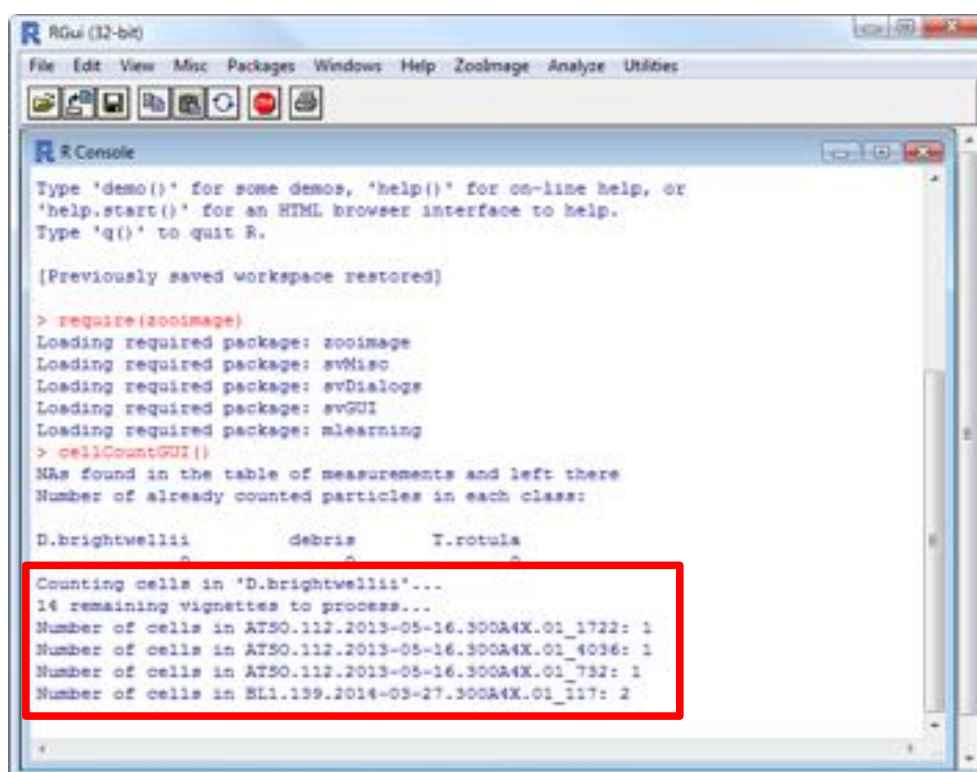 RGui (32-bit)
File Edit View Misc Packages Windows Help ZooImage Analyze Utilities
STOP
R Console
Type 'demo()' for some demos, 'help()' for on-line help, or
'help.start()' for an HTML browser interface to help.
Type 'q()' to quit R.
[Previously saved workspace restored]
> require(zooimage)
Loading required package: zooimage
Loading required package: svMisc
Loading required package: svDialogs
Loading required package: svGUI
Loading required package: mlearning
> cellCountGUI()
NAs found in the table of measurements and left there
Number of already counted particles in each class:
D.brightwellii debris T.rotula
Counting cells in 'D.brightwellii'...
14 remaining vignettes to process...
Number of cells in ATSO.112.2013-05-16.300A4X.01_1722: 1
Number of cells in ATSO.112.2013-05-16.300A4X.01_4036: 1
Number of cells in ATSO.112.2013-05-16.300A4X.01_732: 1
Number of cells in BL1.139.2014-03-27.300A4X.01_117: 2